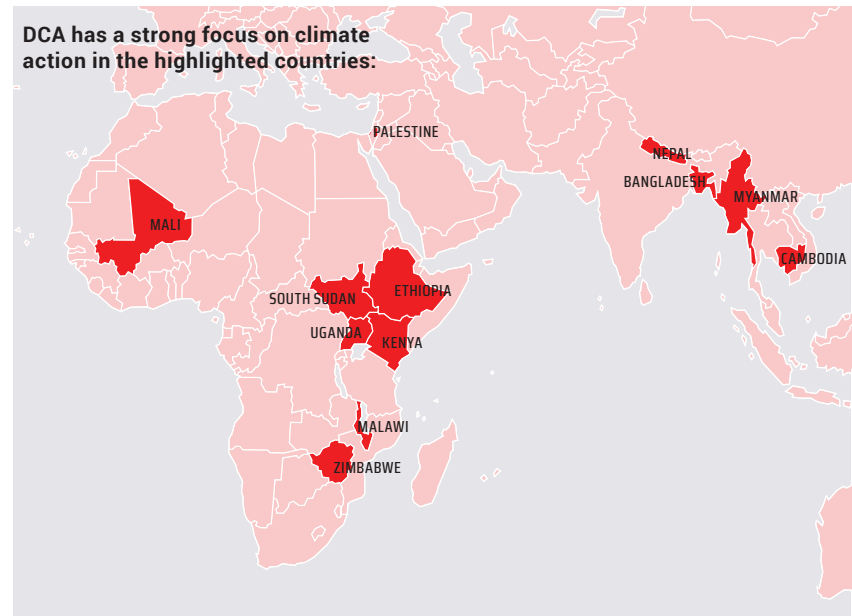 DCA has a strong focus on climate
action in the highlighted countries:
PALESTINE
NEPAL
BANGLADESH
MYANMAR
MALI
CAMBODIA
SOUTH SUDAN
ETHIOPIA
UGANDA
KENYA
MALAWI
ZIMBABWE